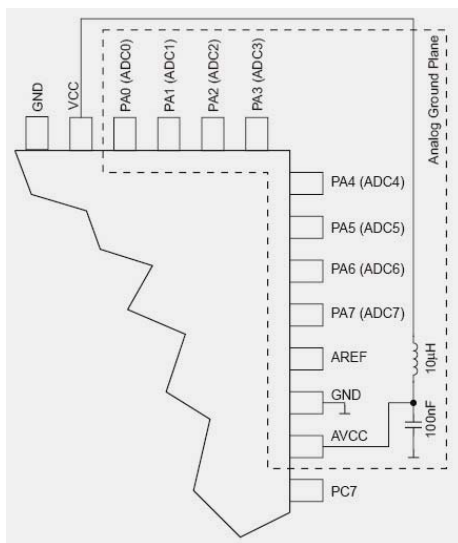 GND
VCC
PA0 (ADC0)
PA1 (ADC1)
PA2 (ADC2)
PA3 (ADC3)
Analog Ground Plane
PA4 (ADC4)
PA5 (ADC5)
PA6 (ADC6)
PA7 (ADC7)
AREF
10µH
GND
AVCC
100nF
PC7